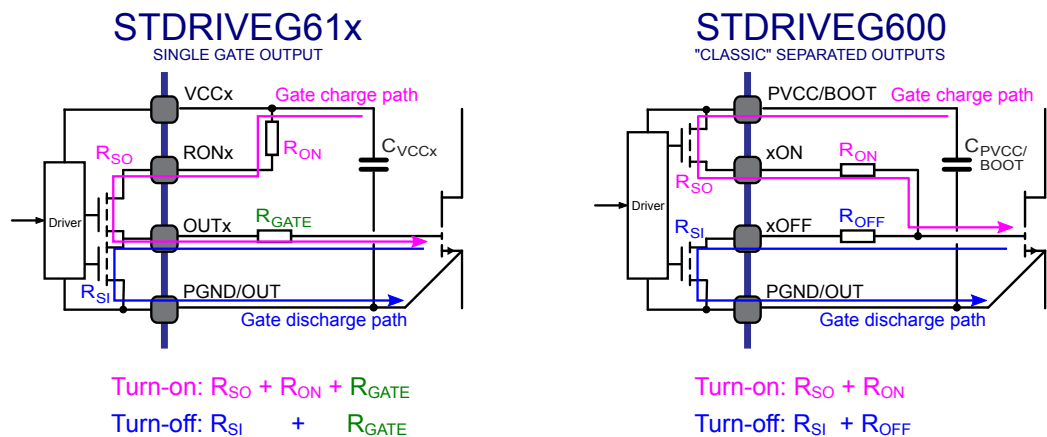 STDRIVEG61x
SINGLE GATE OUTPUT
VCCx
Gate charge path
RSO
RONx
RON
CVCCx
Driver
OUTx
RGATE
RSI
PGND/OUT
Gate discharge path
Turn-on: RSO + RON + RGATE
Turn-off: RSI + RGATE
STDRIVEG600
"CLASSIC" SEPARATED OUTPUTS
PVCC/BOOT
Gate charge path
RSO
xON
RON
CPVCC/
BOOT
Driver
xOFF
ROFF
RSI
PGND/OUT
Gate discharge path
Turn-on: RSO + RON
Turn-off: RSI + ROFF